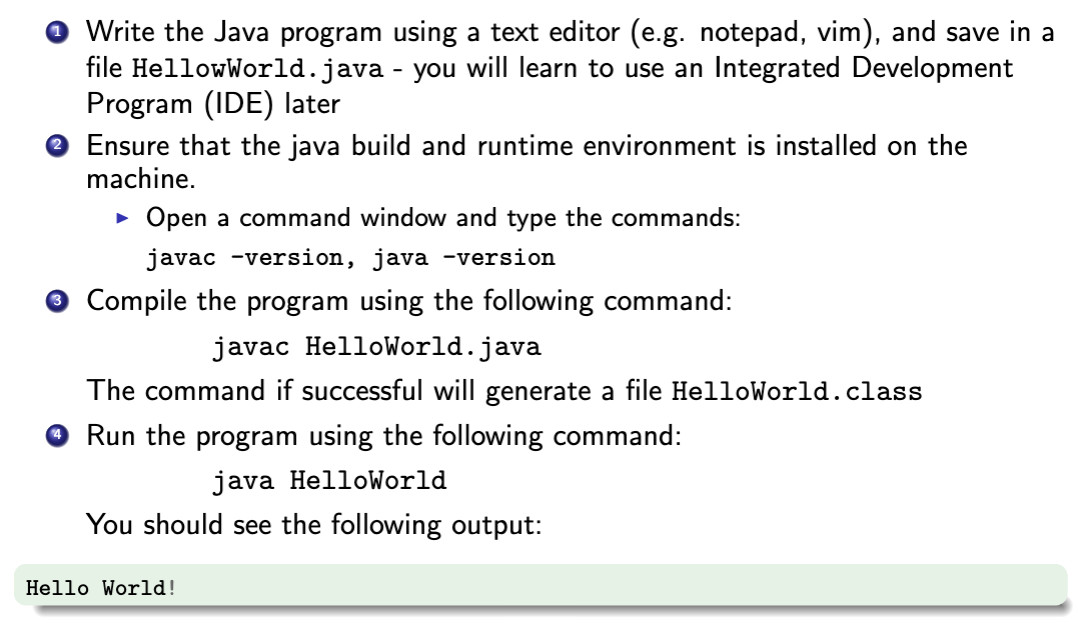 1 Write the Java program using a text editor (e.g. notepad, vim), and save in a
file HellowWorld.java - you will learn to use an Integrated Development
Program (IDE) later
2 Ensure that the java build and runtime environment is installed on the
machine.
▶ Open a command window and type the commands:
javac -version, java -version
3 Compile the program using the following command:
javac HelloWorld.java
The command if successful will generate a file HelloWorld.class
4 Run the program using the following command:
java HelloWorld
You should see the following output:
Hello World!